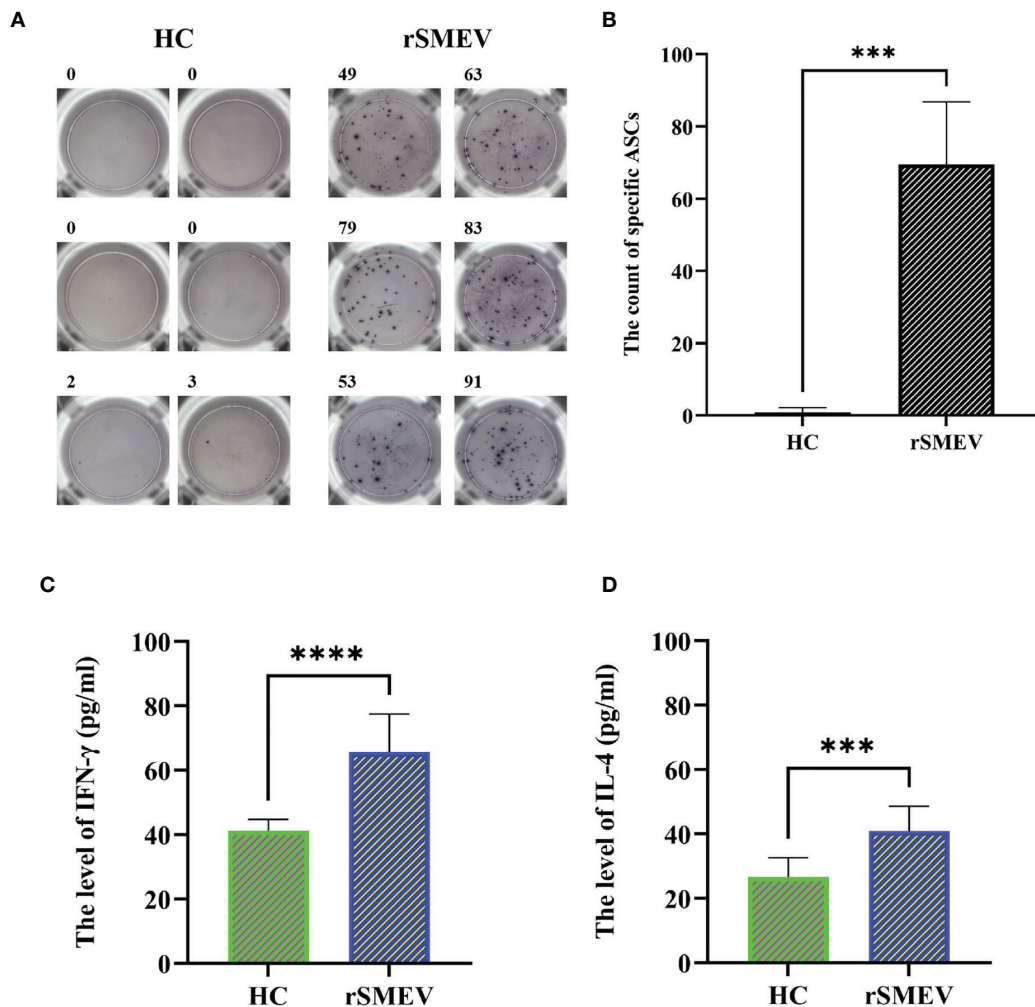 A
HC
rSMEV
0 0 49 63
0 0 79 83
2 3 53 91
B
The count of specific ASCs
100
80
60
40
20
0
***
HC
rSMEV
C
The level of IFN-γ (pg/ml)
100
80
60
40
20
0
****
HC
rSMEV
D
The level of IL-4 (pg/ml)
100
80
60
40
20
0
***
HC
rSMEV